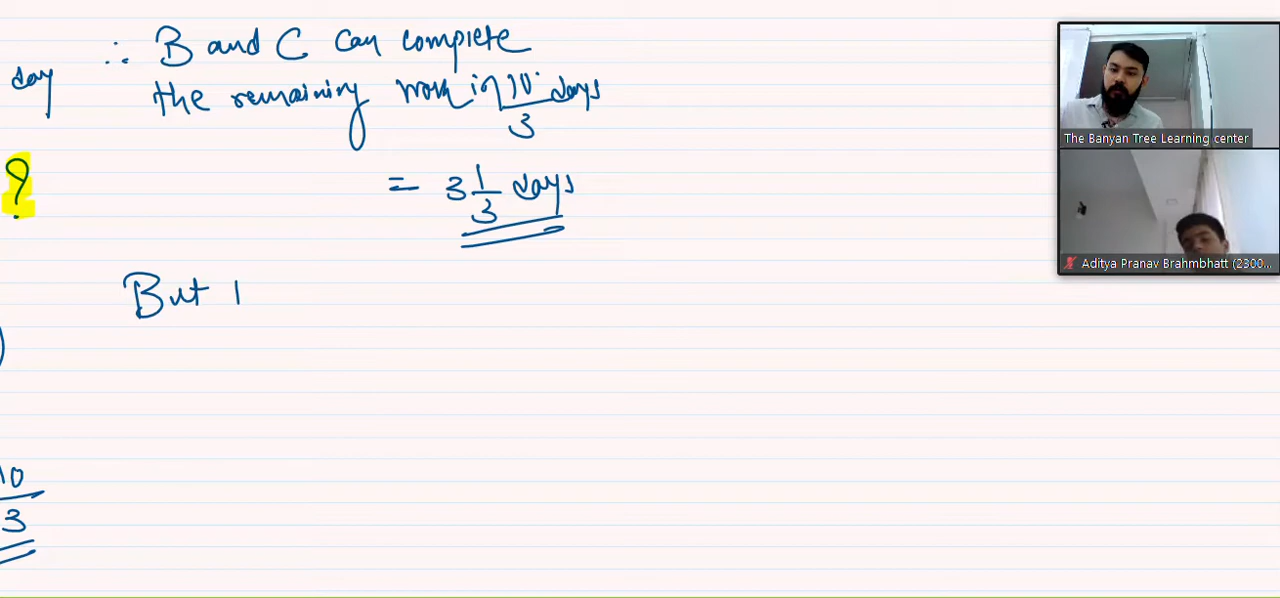 ∴ B and C can complete
day
the remaining work in 10/3 days
?
= 3 1/3 days
But
10/3
The Banyan Tree Learning center
Aditya Pranav Brahmbhatt (2300...